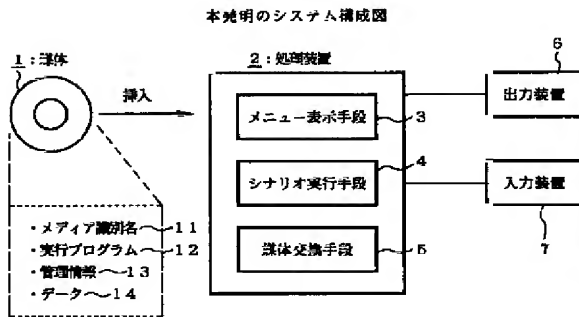 本発明のシステム構成図
1：媒体
挿入
2：処理装置
メニュー表示手段
3
シナリオ実行手段
4
媒体交換手段
5
6
出力装置
入力装置
7
・メディア識別名～11
・実行プログラム～12
・管理情報～13
・データ～14